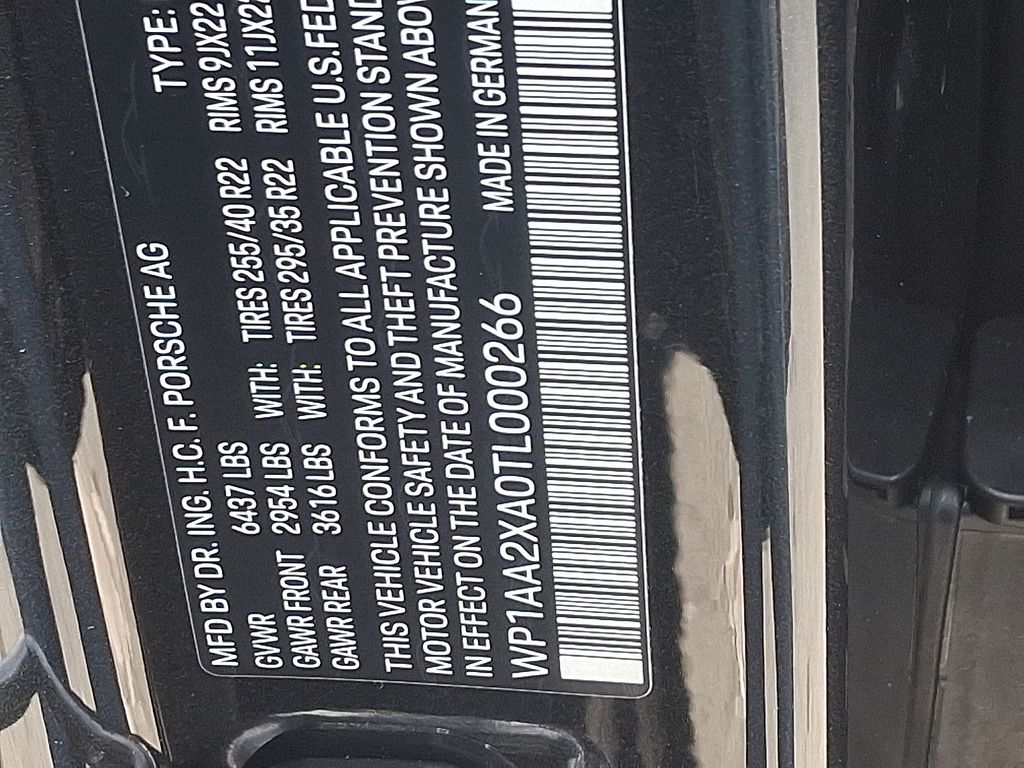 MFD BY DR. ING. H.C. F. PORSCHE AG TYPE:
GVWR 6437 LBS WITH: TIRES 255/40 R22 RIMS 9JX22
GAWR FRONT 2954 LBS WITH: TIRES 295/35 R22 RIMS 11JX22
GAWR REAR 3616 LBS
THIS VEHICLE CONFORMS TO ALL APPLICABLE U.S. FED
MOTOR VEHICLE SAFETY AND THEFT PREVENTION STAND
IN EFFECT ON THE DATE OF MANUFACTURE SHOWN ABOV
WP1AA2XA0TL000266 MADE IN GERMAN